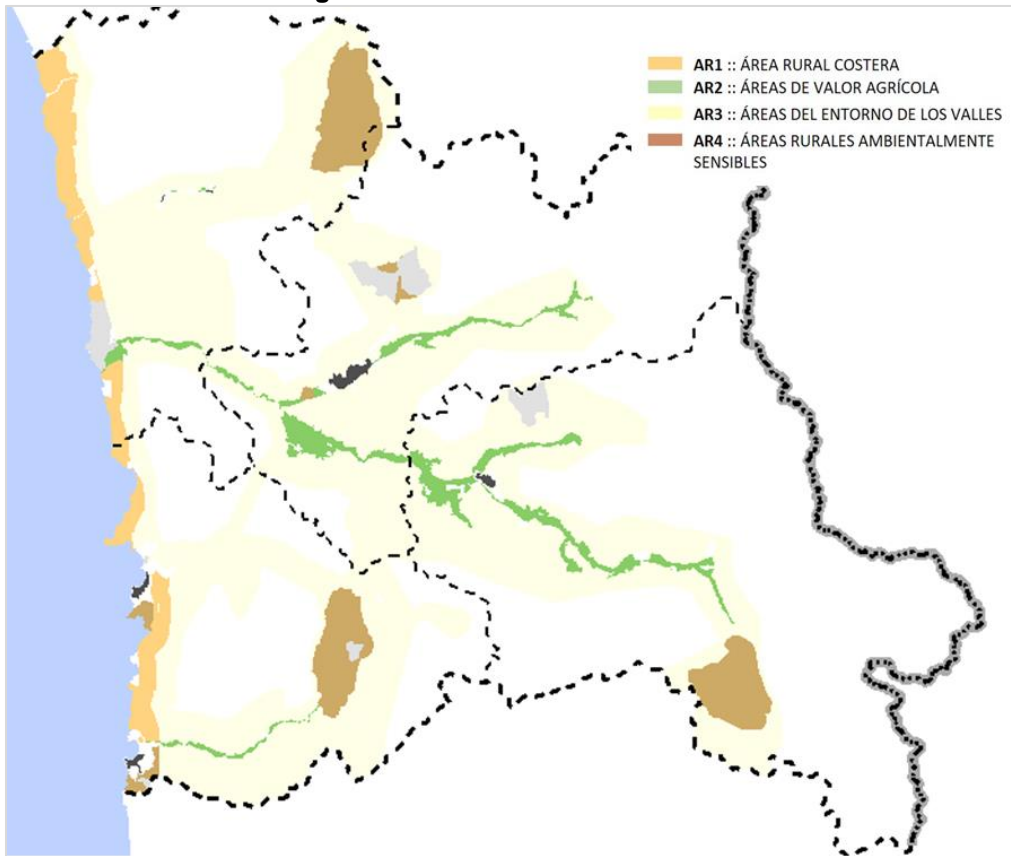 AR1 :: ÁREA RURAL COSTERA
AR2 :: ÁREAS DE VALOR AGRÍCOLA
AR3 :: ÁREAS DEL ENTORNO DE LOS VALLES
AR4 :: ÁREAS RURALES AMBIENTALMENTE
SENSIBLES